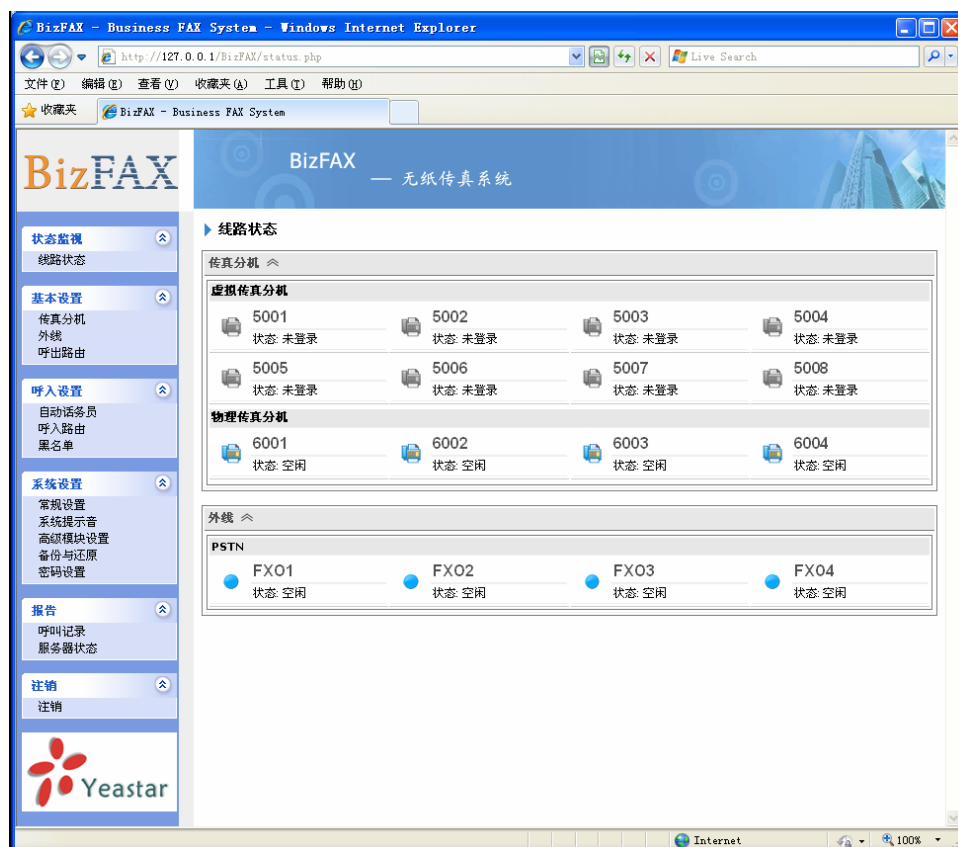 BizFAX - Business FAX System - Windows Internet Explorer
http://127.0.0.1/BizFAX/status.php
Live Search
文件(F) 编辑(E) 查看(V) 收藏夹(A) 工具(T) 帮助(H)
收藏夹 BizFAX - Business FAX System
BizFAX
BizFAX
— 无纸传真系统
状态监视
线路状态
基本设置
传真分机
外线
呼出路由
呼入设置
自动话务员
呼入路由
黑名单
系统设置
常规设置
系统提示音
高级模块设置
备份与还原
密码设置
报告
呼叫记录
服务器状态
注销
注销
Yeastar
线路状态
传真分机
虚拟传真分机
5001 5002 5003 5004
状态: 未登录 状态: 未登录 状态: 未登录 状态: 未登录
5005 5006 5007 5008
状态: 未登录 状态: 未登录 状态: 未登录 状态: 未登录
物理传真分机
6001 6002 6003 6004
状态: 空闲 状态: 空闲 状态: 空闲 状态: 空闲
外线
PSTN
FXO1 FXO2 FXO3 FXO4
状态: 空闲 状态: 空闲 状态: 空闲 状态: 空闲
Internet 100%